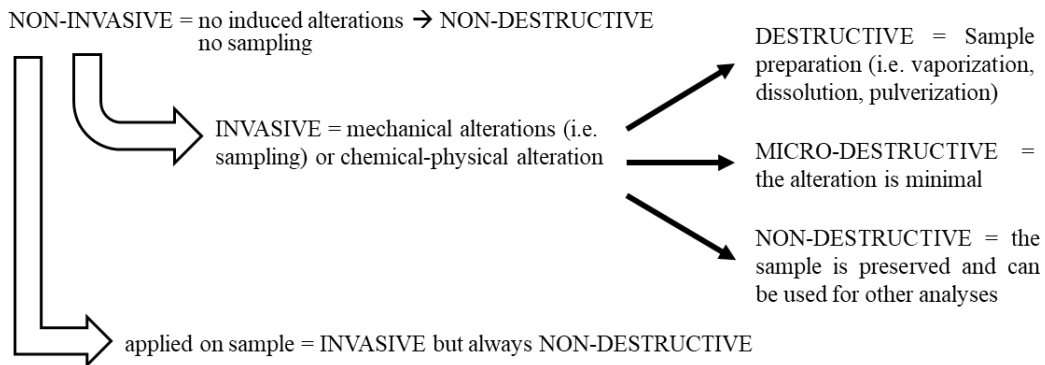 NON-INVASIVE = no induced alterations → NON-DESTRUCTIVE
no sampling
DESTRUCTIVE = Sample
preparation (i.e. vaporization,
dissolution, pulverization)
INVASIVE = mechanical alterations (i.e.
sampling) or chemical-physical alteration
MICRO-DESTRUCTIVE =
the alteration is minimal
NON-DESTRUCTIVE = the
sample is preserved and can
be used for other analyses
applied on sample = INVASIVE but always NON-DESTRUCTIVE